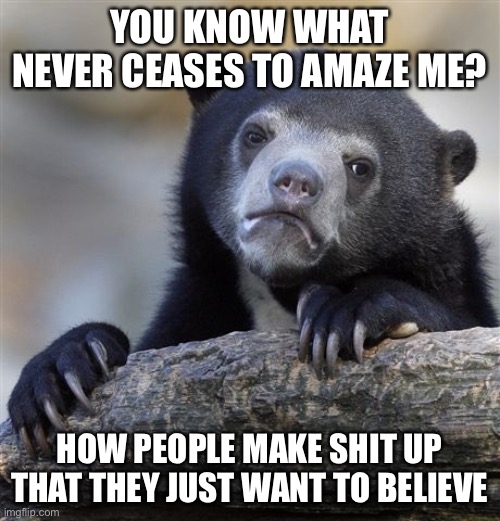 YOU KNOW WHAT
NEVER CEASES TO AMAZE ME?
HOW PEOPLE MAKE SHIT UP
THAT THEY JUST WANT TO BELIEVE
imgflip.com